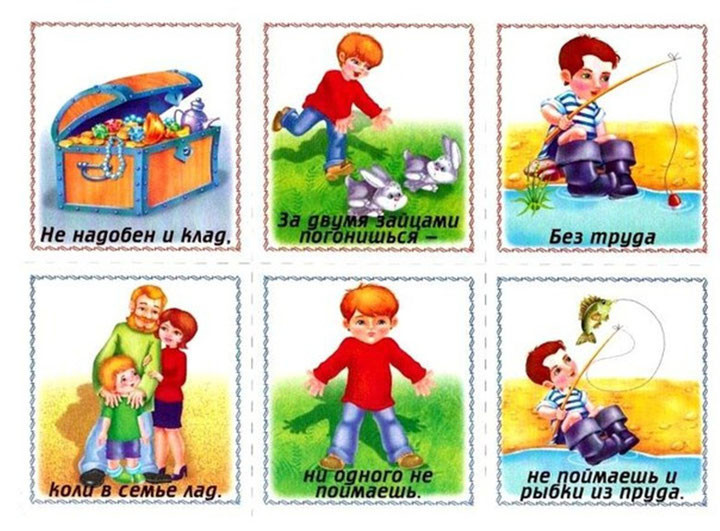 Не надобен и клад,
За двумя зайцами
погонишься –
Без труда
коли в семье лад.
ни одного не
поймаешь.
не поймаешь и
рыбки из пруда.